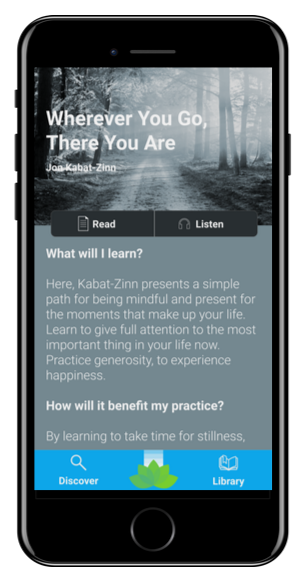 Wherever You Go,
There You Are
Jon Kabat-Zinn
Read
Listen
What will I learn?
Here, Kabat-Zinn presents a simple
path for being mindful and present for
the moments that make up your life.
Learn to give full attention to the most
important thing in your life now.
Practice generosity, to experience
happiness.
How will it benefit my practice?
By learning to take time for stillness,
Discover
Library